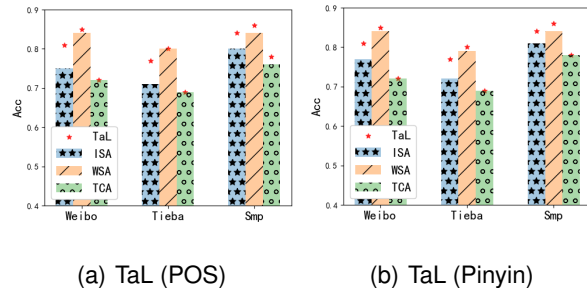 0.9
0.8
0.7
0.6
0.5
0.4
Acc
TaL
ISA
WSA
TCA
Weibo Tieba Smp
(a) TaL (POS)
0.9
0.8
0.7
0.6
0.5
0.4
Acc
TaL
ISA
WSA
TCA
Weibo Tieba Smp
(b) TaL (Pinyin)